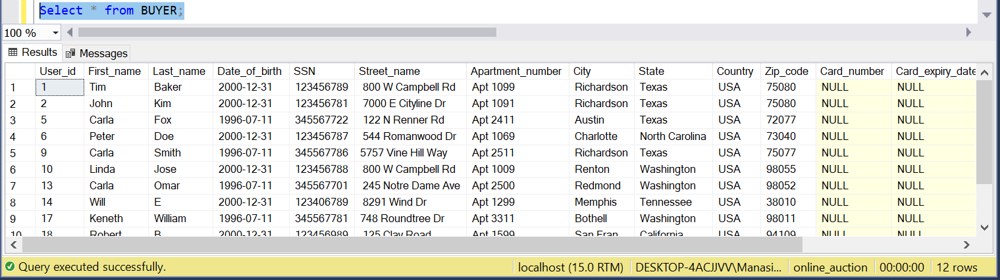 Select * from BUYER;
100 %
Results Messages
User_id First_name Last_name Date_of_birth SSN Street_name Apartment_number City State Country Zip_code Card_number Card_expiry_date
1 1 Tim Baker 2000-12-31 123456789 800 W Campbell Rd Apt 1099 Richardson Texas USA 75080 NULL NULL
2 2 John Kim 2000-12-31 123456781 7000 E Cityline Dr Apt 1091 Richardson Texas USA 75080 NULL NULL
3 5 Carla Fox 1996-07-11 345567722 122 N Renner Rd Apt 2411 Austin Texas USA 72077 NULL NULL
4 6 Peter Doe 2000-12-31 123456787 544 Romanwood Dr Apt 1069 Charlotte North Carolina USA 73040 NULL NULL
5 9 Carla Smith 1996-07-11 345567786 5757 Vine Hill Way Apt 2511 Richardson Texas USA 75077 NULL NULL
6 10 Linda Jose 2000-12-31 123456788 800 W Campbell Rd Apt 1009 Renton Washington USA 98055 NULL NULL
7 13 Carla Omar 1996-07-11 345567701 245 Notre Dame Ave Apt 2500 Redmond Washington USA 98052 NULL NULL
8 14 Will E 2000-12-31 123406789 8291 Wind Dr Apt 1299 Memphis Tennessee USA 38010 NULL NULL
9 17 Keneth William 1996-07-11 345567781 748 Roundtree Dr Apt 3311 Bothell Washington USA 98011 NULL NULL
10 18 Robert B 2000-12-31 123456989 125 Clay Road Apt 1599 San Fran California USA 94109 NULL NULL
Query executed successfully. localhost (15.0 RTM) DESKTOP-4ACJJVV\Manasi... online_auction 00:00:00 12 rows